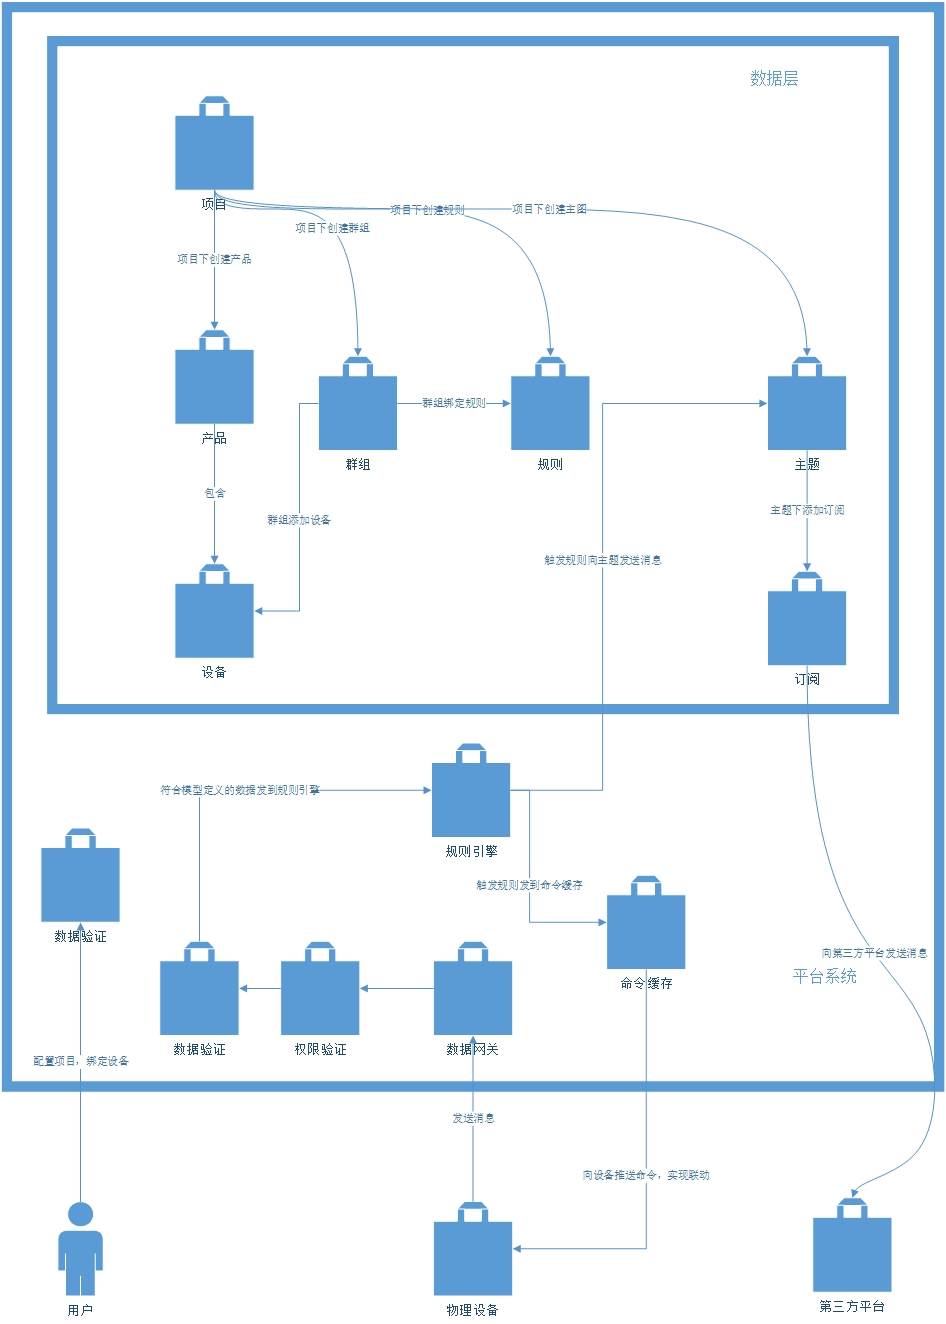 数据层
项目
项目下创建规则
项目下创建主图
项目下创建群组
项目下创建产品
群组绑定规则
产品
群组
规则
主题
包含
主题下添加订阅
群组添加设备
触发规则向主题发送消息
设备
订阅
符合模型定义的数据发到规则引擎
规则引擎
触发规则发到命令缓存
数据验证
向第三方平台发送消息
平台系统
命令缓存
数据验证
权限验证
数据网关
配置项目，绑定设备
发送消息
向设备推送命令，实现联动
用户
物理设备
第三方平台